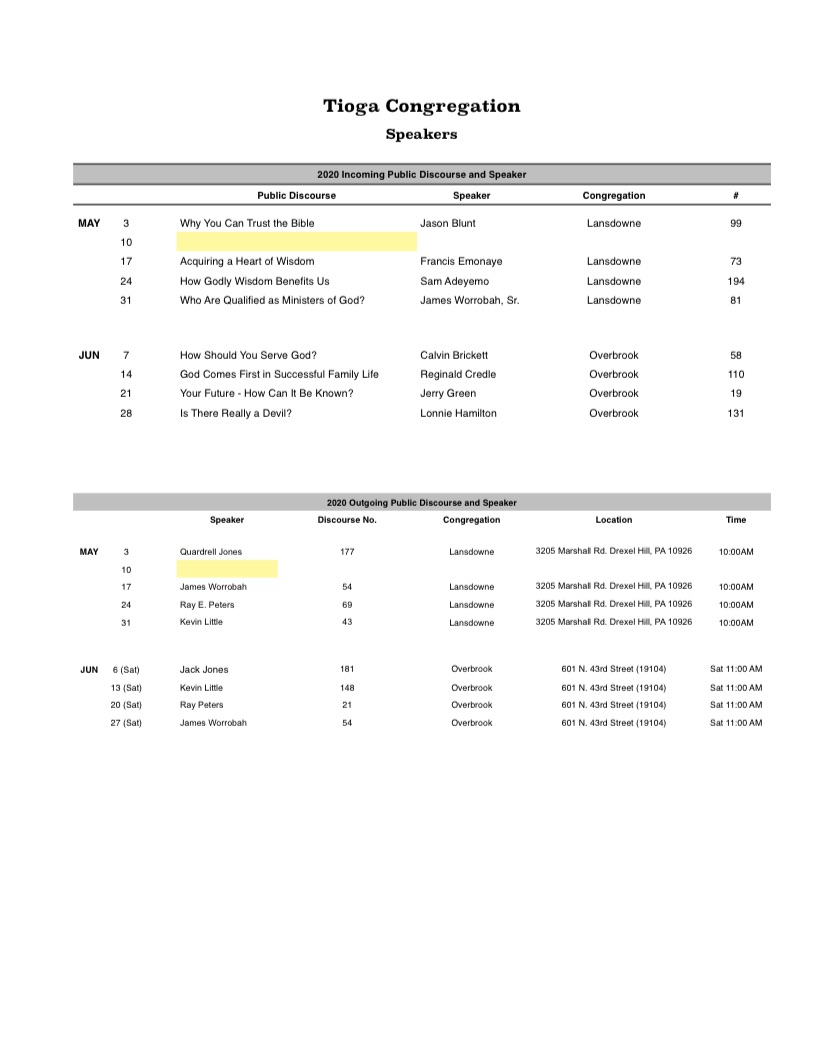 Tioga Congregation
Speakers
2020 Incoming Public Discourse and Speaker
Public Discourse Speaker Congregation #
MAY 3 Why You Can Trust the Bible Jason Blunt Lansdowne 99
10
17 Acquiring a Heart of Wisdom Francis Emonaye Lansdowne 73
24 How Godly Wisdom Benefits Us Sam Adeyemo Lansdowne 194
31 Who Are Qualified as Ministers of God? James Worrobah, Sr. Lansdowne 81
JUN 7 How Should You Serve God? Calvin Brickett Overbrook 58
14 God Comes First in Successful Family Life Reginald Credle Overbrook 110
21 Your Future - How Can It Be Known? Jerry Green Overbrook 19
28 Is There Really a Devil? Lonnie Hamilton Overbrook 131
2020 Outgoing Public Discourse and Speaker
Speaker Discourse No. Congregation Location Time
MAY 3 Quardrell Jones 177 Lansdowne 3205 Marshall Rd. Drexel Hill, PA 10926 10:00AM
10
17 James Worrobah 54 Lansdowne 3205 Marshall Rd. Drexel Hill, PA 10926 10:00AM
24 Ray E. Peters 69 Lansdowne 3205 Marshall Rd. Drexel Hill, PA 10926 10:00AM
31 Kevin Little 43 Lansdowne 3205 Marshall Rd. Drexel Hill, PA 10926 10:00AM
JUN 6 (Sat) Jack Jones 181 Overbrook 601 N. 43rd Street (19104) Sat 11:00 AM
13 (Sat) Kevin Little 148 Overbrook 601 N. 43rd Street (19104) Sat 11:00 AM
20 (Sat) Ray Peters 21 Overbrook 601 N. 43rd Street (19104) Sat 11:00 AM
27 (Sat) James Worrobah 54 Overbrook 601 N. 43rd Street (19104) Sat 11:00 AM